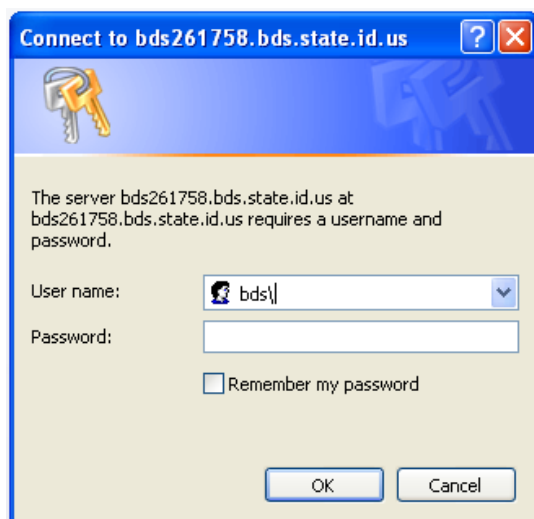 Connect to bds261758.bds.state.id.us
The server bds261758.bds.state.id.us at
bds261758.bds.state.id.us requires a username and
password.
User name:
bds\
Password:
Remember my password
OK
Cancel